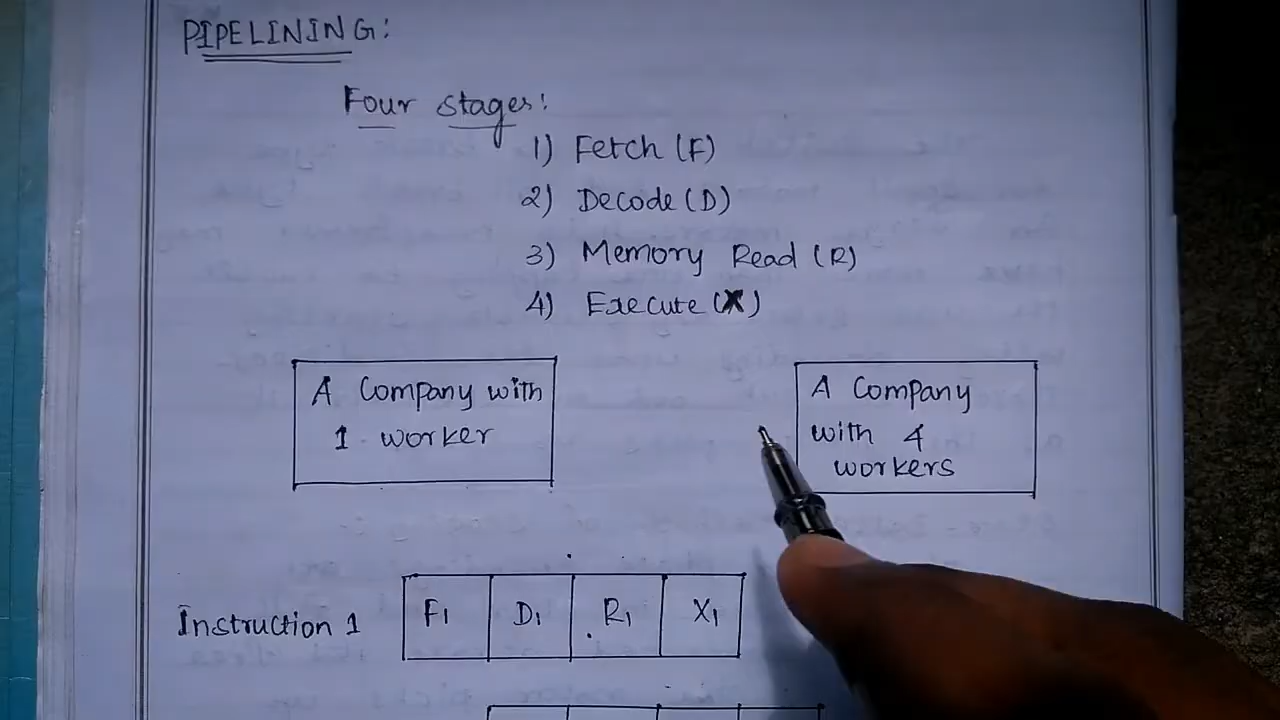 PIPELINING:
Four stages:
1) Fetch (F)
2) Decode (D)
3) Memory Read (R)
4) Execute (X)
A Company with
1 worker
A Company
with 4
workers
Instruction 1 F1 D1 R1 X1